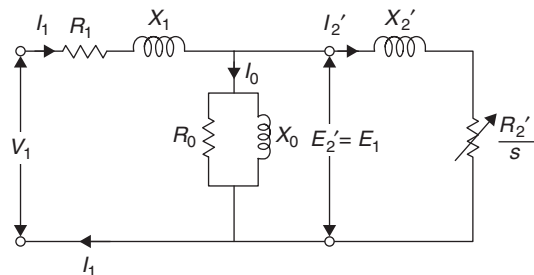 I1 R1 X1 I2′ X2′
I0
V1 R0 X0 E2′ = E1 R2′/s
I1